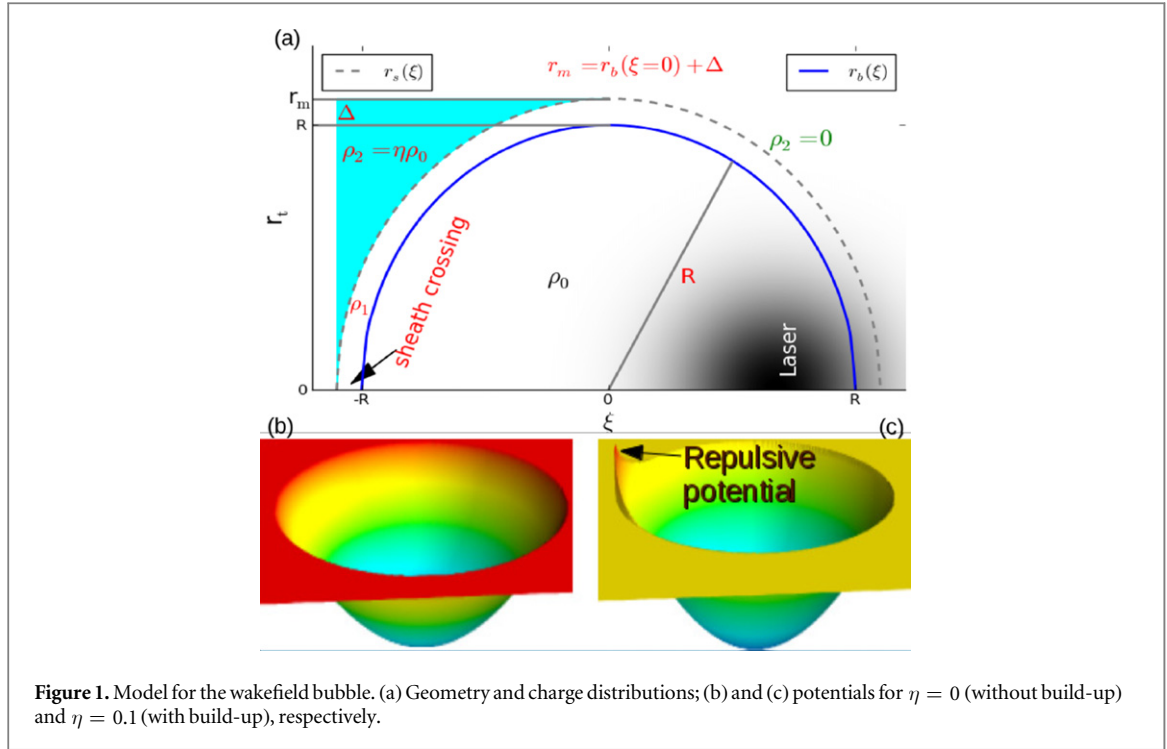 (a)
r_s(ξ)
r_m = r_b(ξ=0) + Δ
r_b(ξ)
r_m
Δ
R
ρ_2 = ηρ_0
ρ_2 = 0
r_t
sheath crossing
ρ_0
R
ρ_1
Laser
0
-R
0
R
ξ
(b)
(c)
Repulsive
potential
Figure 1. Model for the wakefield bubble. (a) Geometry and charge distributions; (b) and (c) potentials for η = 0 (without build-up)
and η = 0.1 (with build-up), respectively.